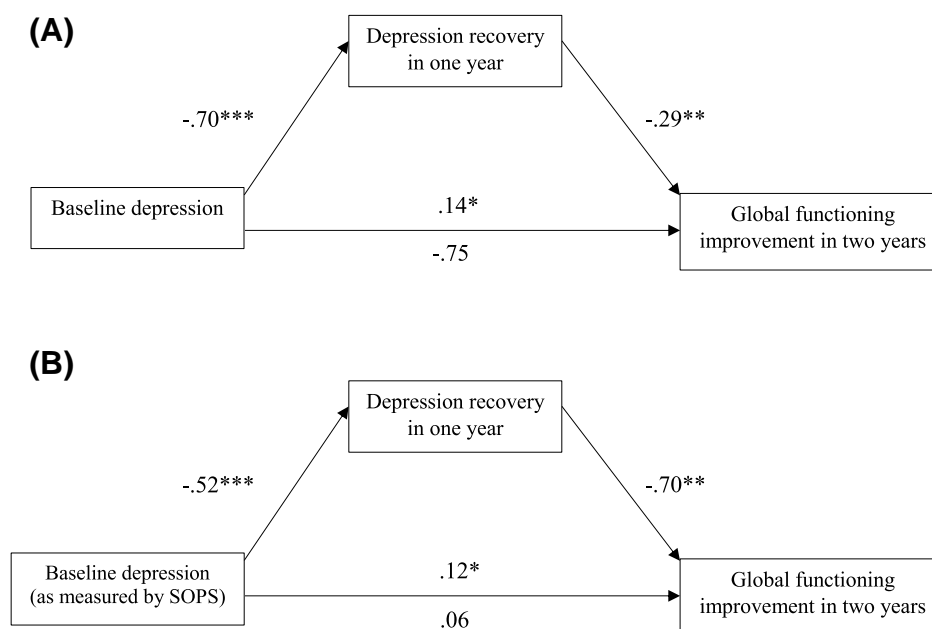 (A)
Depression recovery
in one year
-.70***
-.29**
Baseline depression
.14*
-.75
Global functioning
improvement in two years
(B)
Depression recovery
in one year
-.52***
-.70**
Baseline depression
(as measured by SOPS)
.12*
.06
Global functioning
improvement in two years